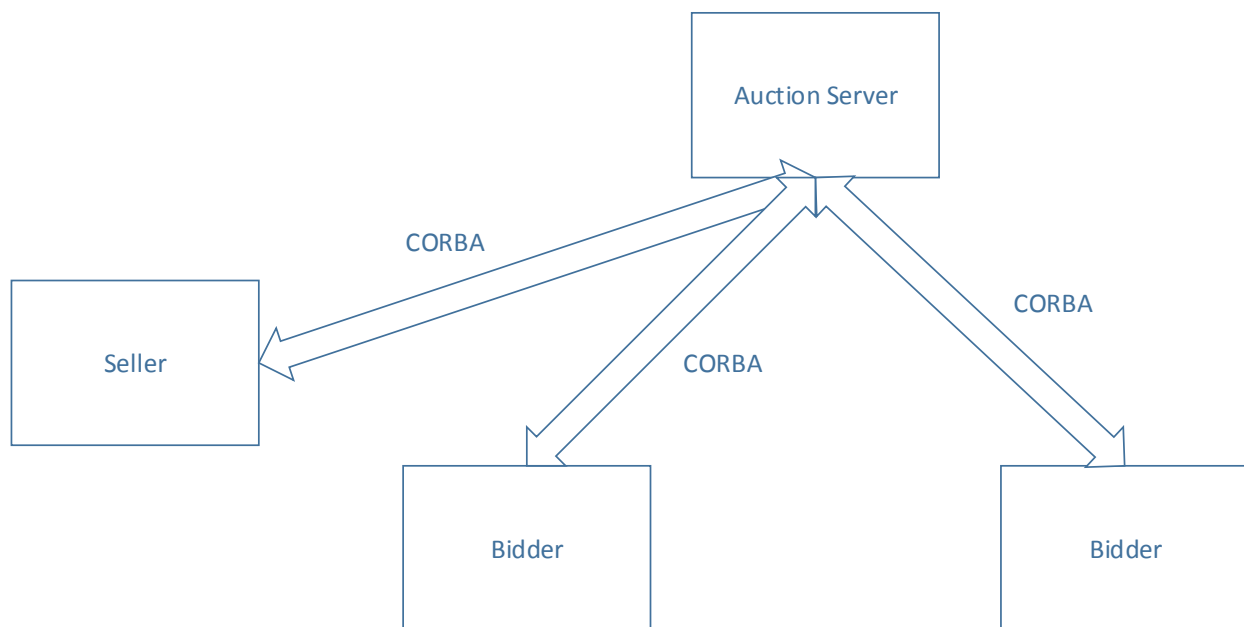 Auction Server
CORBA
CORBA
Seller
CORBA
Bidder
Bidder